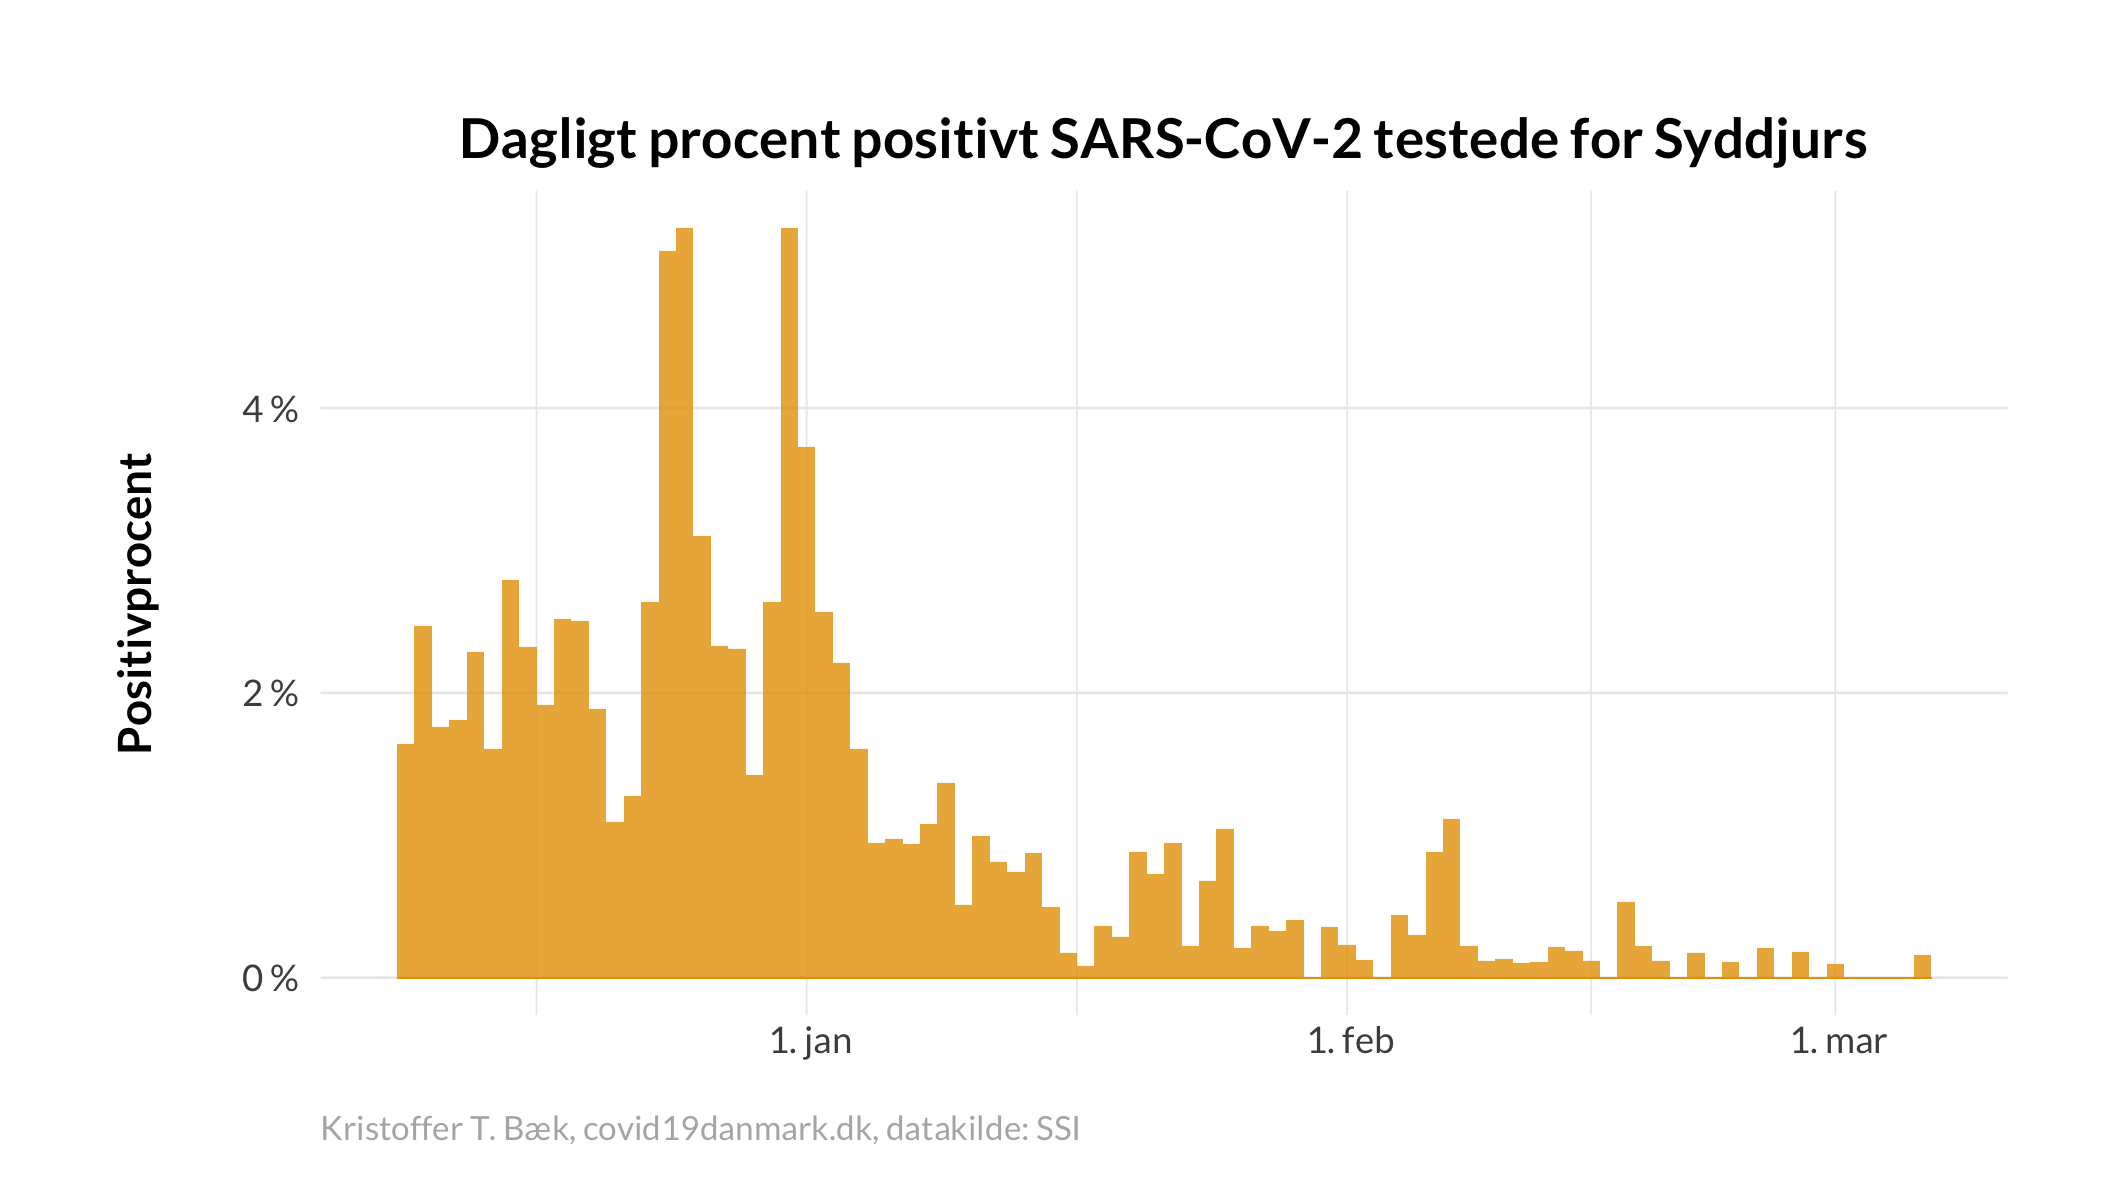 Dagligt procent positivt SARS-CoV-2 testede for Syddjurs
Positivprocent
4 %
2 %
0 %
1. jan
1. feb
1. mar
Kristoffer T. Bæk, covid19danmark.dk, datakilde: SSI